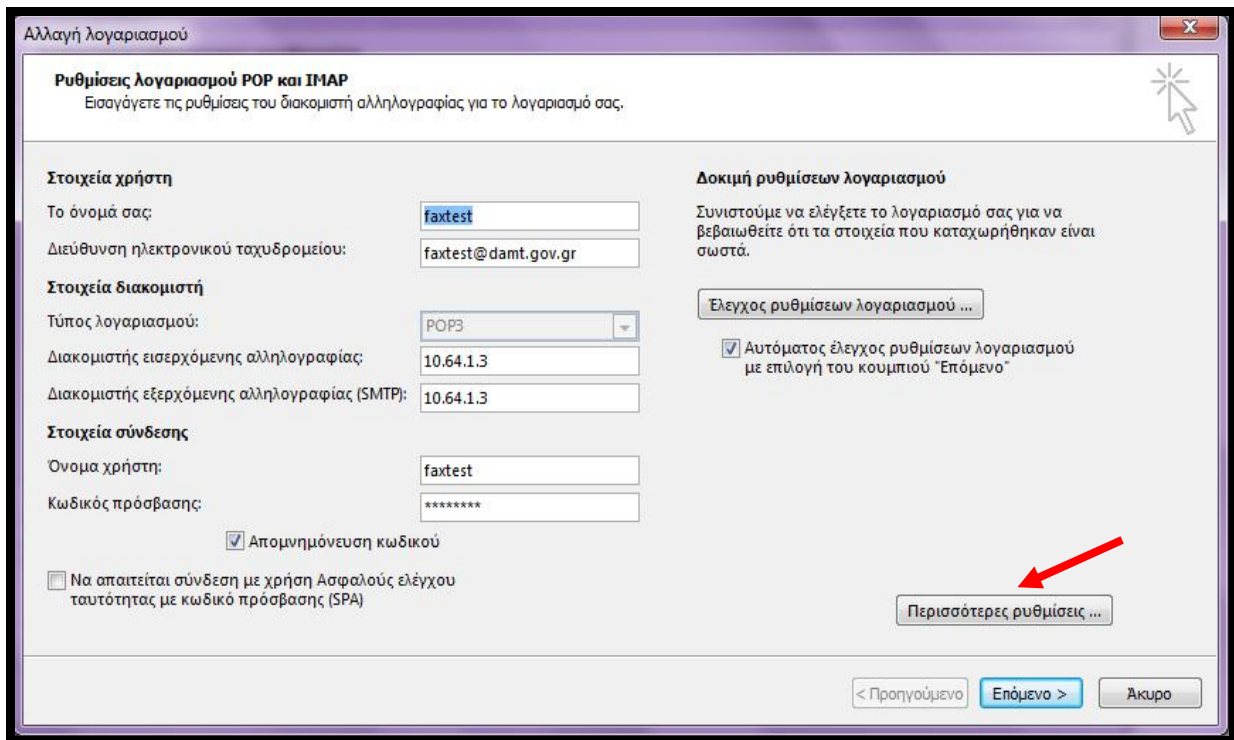 Αλλαγή λογαριασμού
Ρυθμίσεις λογαριασμού POP και IMAP
Εισαγάγετε τις ρυθμίσεις του διακομιστή αλληλογραφίας για το λογαριασμό σας.
Στοιχεία χρήστη
Το όνομά σας:
faxtest
Διεύθυνση ηλεκτρονικού ταχυδρομείου:
faxtest@damt.gov.gr
Στοιχεία διακομιστή
Τύπος λογαριασμού:
POP3
Διακομιστής εισερχόμενης αλληλογραφίας:
10.64.1.3
Διακομιστής εξερχόμενης αλληλογραφίας (SMTP):
10.64.1.3
Στοιχεία σύνδεσης
Όνομα χρήστη:
faxtest
Κωδικός πρόσβασης:
********
Απομνημόνευση κωδικού
Να απαιτείται σύνδεση με χρήση Ασφαλούς ελέγχου
ταυτότητας με κωδικό πρόσβασης (SPA)
Δοκιμή ρυθμίσεων λογαριασμού
Συνιστούμε να ελέγξετε το λογαριασμό σας για να
βεβαιωθείτε ότι τα στοιχεία που καταχωρήθηκαν είναι
σωστά.
Έλεγχος ρυθμίσεων λογαριασμού ...
Αυτόματος έλεγχος ρυθμίσεων λογαριασμού
με επιλογή του κουμπιού "Επόμενο"
Περισσότερες ρυθμίσεις ...
< Προηγούμενο
Επόμενο >
Άκυρο